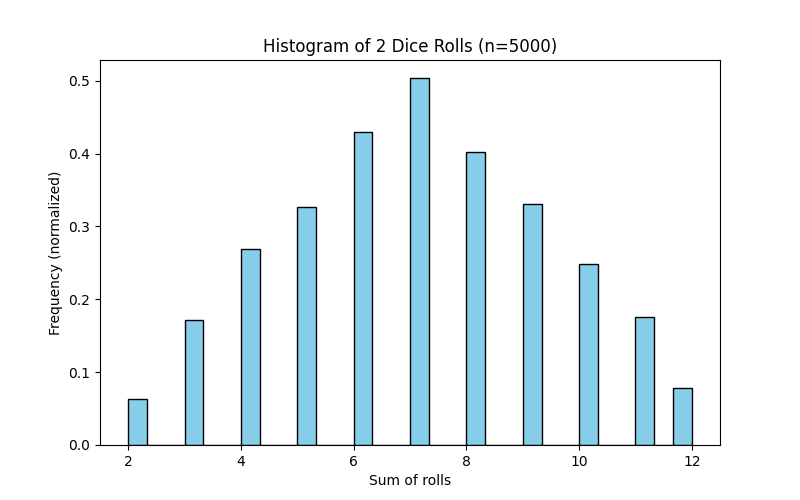 Histogram of 2 Dice Rolls (n=5000)
Frequency (normalized)
0.5
0.4
0.3
0.2
0.1
0.0
2 4 6 8 10 12
Sum of rolls